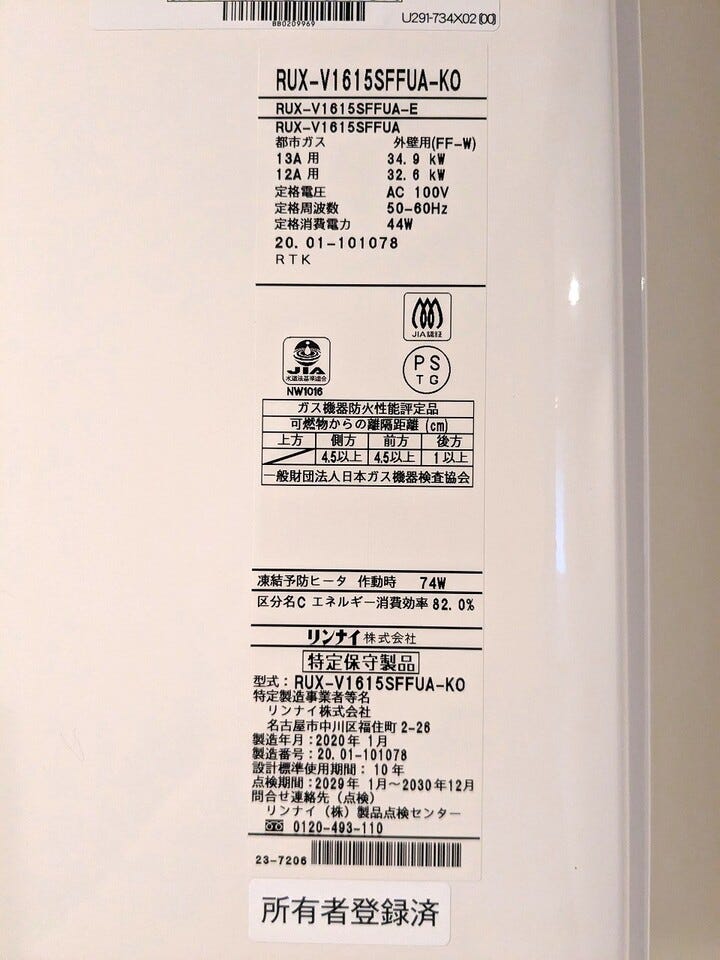 BB0209969
U291-734X02 (00)
RUX-V1615SFFUA-KO
RUX-V1615SFFUA-E
RUX-V1615SFFUA
都市ガス 外壁用(FF-W)
13A 用 34.9 kW
12A 用 32.6 kW
定格電圧 AC 100V
定格周波数 50-60Hz
定格消費電力 44W
20.01-101078
RTK
JIA認証
JIA
水道法基準適合
NW1016
PS
TG
ガス機器防火性能評定品
可燃物からの離隔距離 (cm)
上方 側方 前方 後方
4.5以上 4.5以上 1以上
一般財団法人日本ガス機器検査協会
凍結予防ヒータ 作動時 74W
区分名C エネルギー消費効率 82.0%
リンナイ株式会社
特定保守製品
型式：RUX-V1615SFFUA-KO
特定製造事業者等名
リンナイ株式会社
名古屋市中川区福住町 2-26
製造年月：2020年 1月
製造番号：20.01-101078
設計標準使用期間： 10年
点検期間：2029年 1月～2030年12月
問合せ連絡先（点検）
リンナイ（株）製品点検センター
0120-493-110
23-7206
所有者登録済